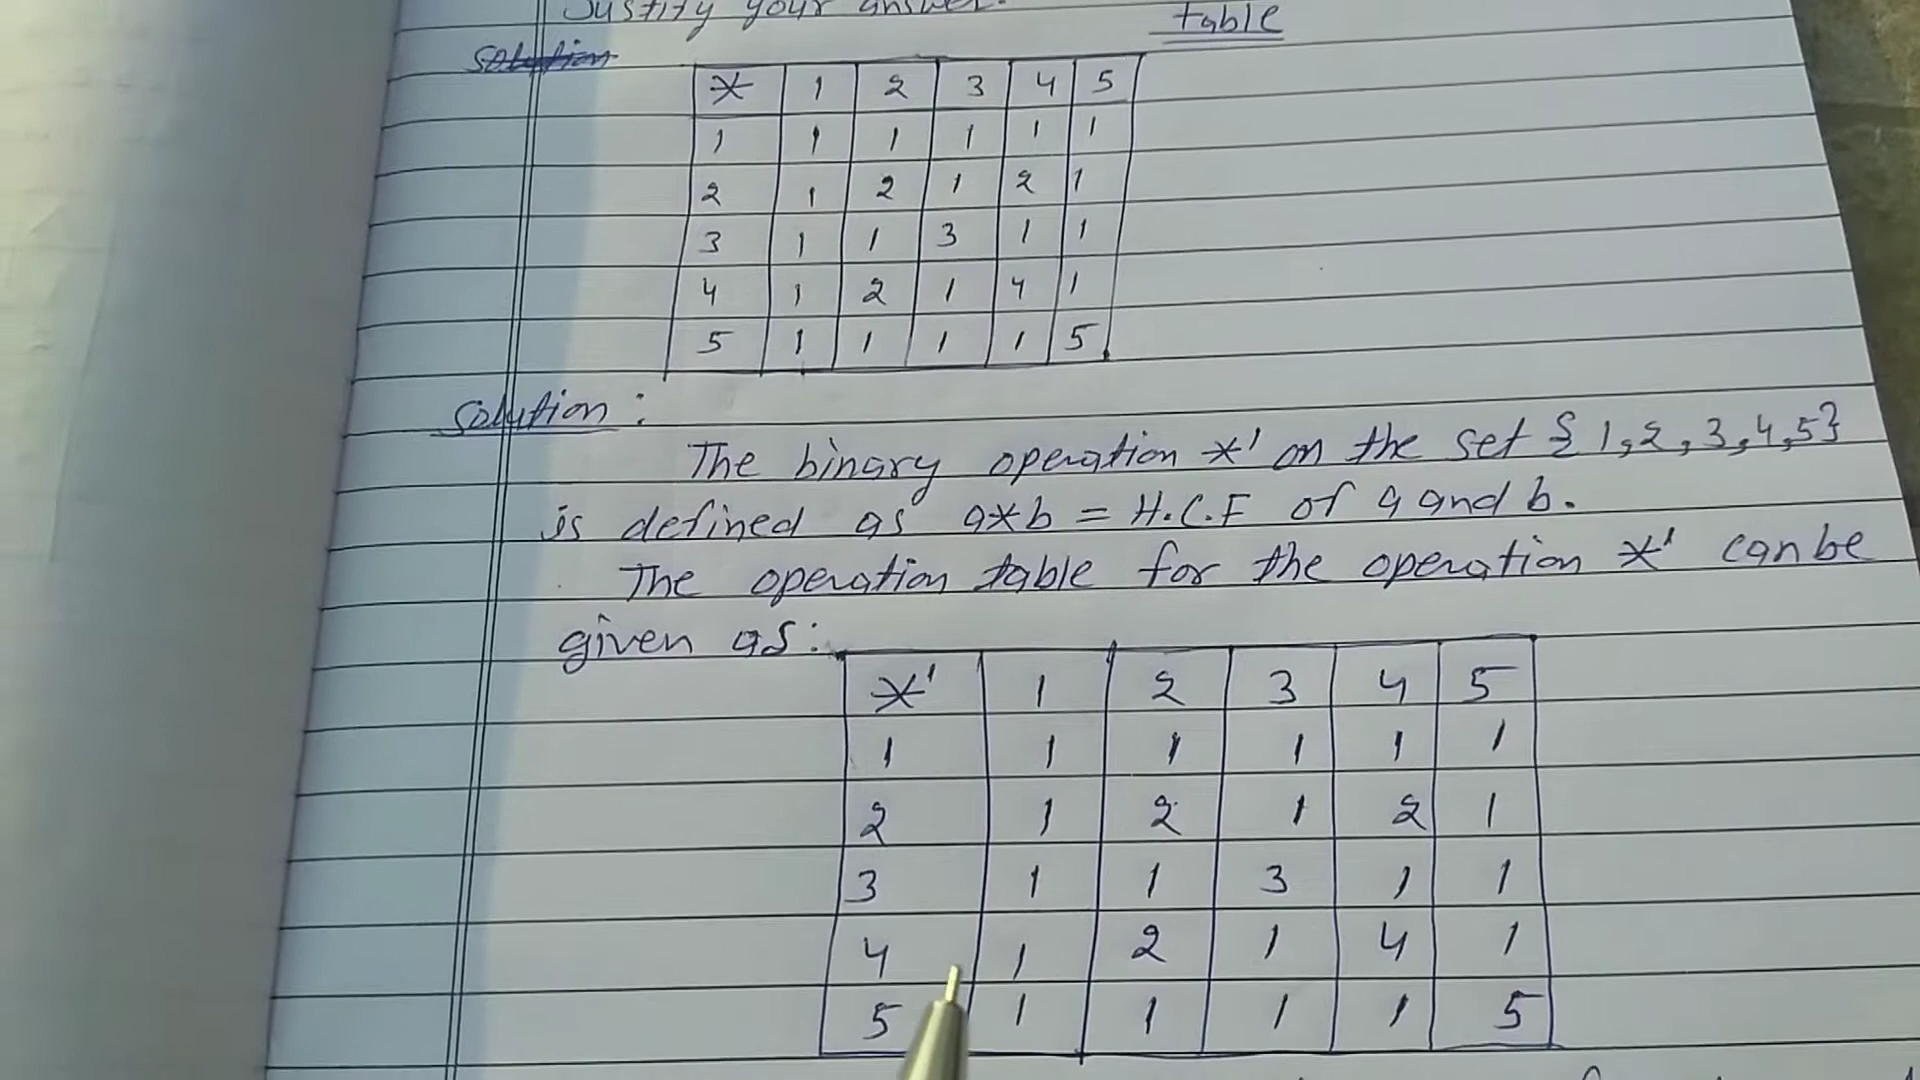 Justify your answer.
table
solution
* 1 2 3 4 5
1 1 1 1 1 1
2 1 2 1 2 1
3 1 1 3 1 1
4 1 2 1 4 1
5 1 1 1 1 5
Solution :
The binary operation *' on the set { 1,2,3,4,5}
is defined as a*b = H.C.F of a and b.
The operation table for the operation *' can be
given as:
*' 1 2 3 4 5
1 1 1 1 1 1
2 1 2 1 2 1
3 1 1 3 1 1
4 1 2 1 4 1
5 1 1 1 1 5